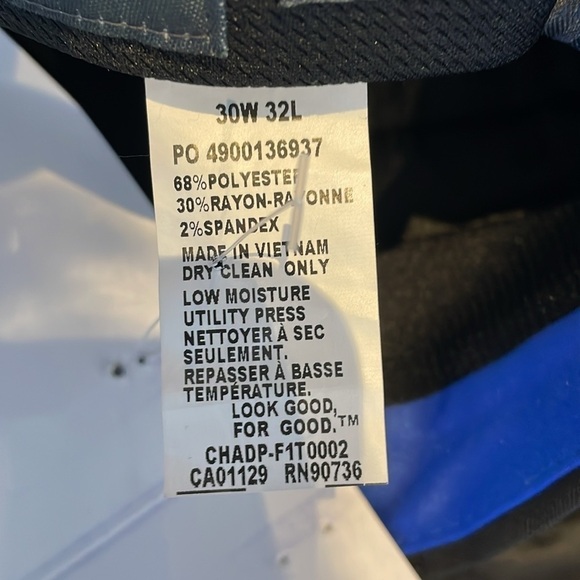 30W 32L
PO 4900136937
68%POLYESTER
30%RAYON-RAYONNE
2%SPANDEX
MADE IN VIETNAM
DRY CLEAN ONLY
LOW MOISTURE
UTILITY PRESS
NETTOYER À SEC
SEULEMENT.
REPASSER À BASSE
TEMPÉRATURE.
LOOK GOOD,
FOR GOOD.™
CHADP-F1T0002
CA01129 RN90736